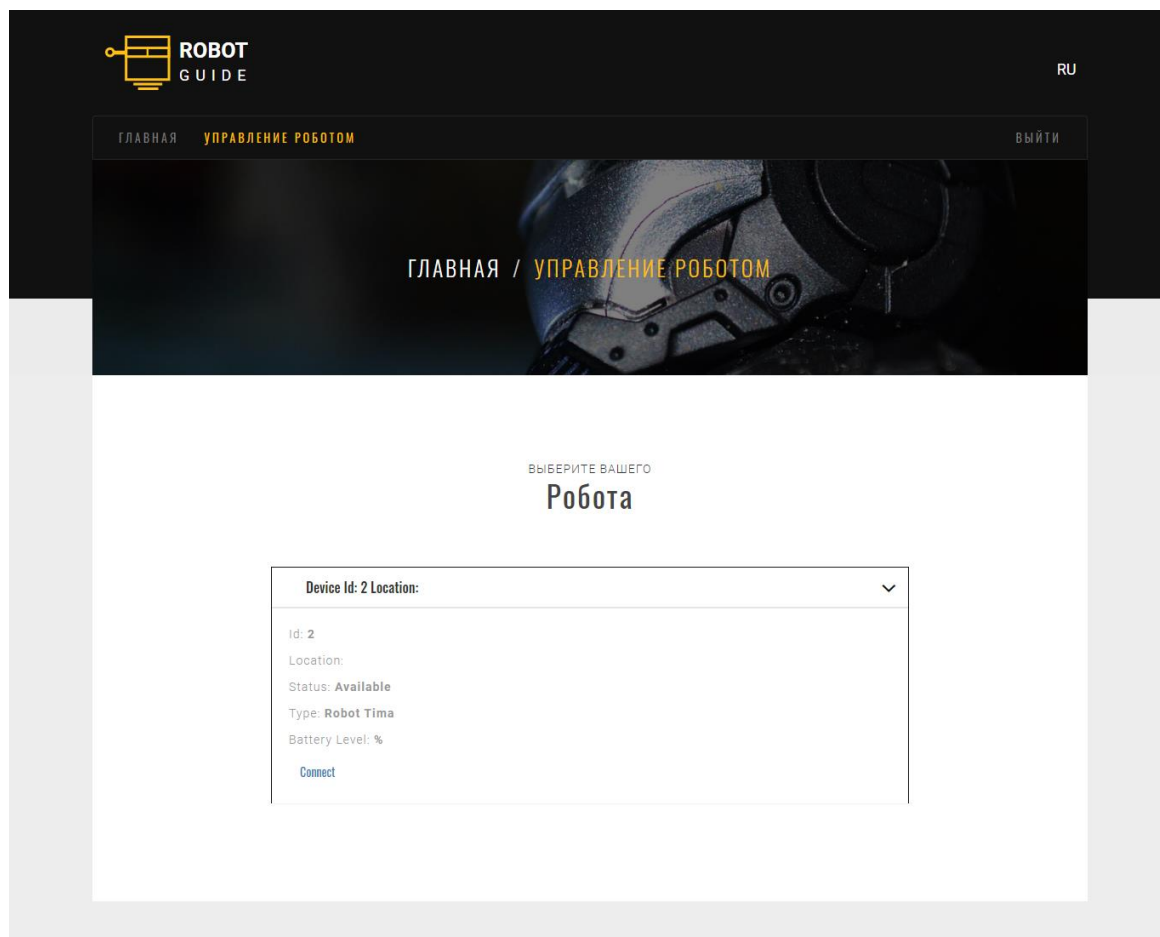 ROBOT
GUIDE
RU
ГЛАВНАЯ УПРАВЛЕНИЕ РОБОТОМ ВЫЙТИ
ГЛАВНАЯ / УПРАВЛЕНИЕ РОБОТОМ
ВЫБЕРИТЕ ВАШЕГО
Робота
Device Id: 2 Location:
Id: 2
Location:
Status: Available
Type: Robot Tima
Battery Level: %
Connect